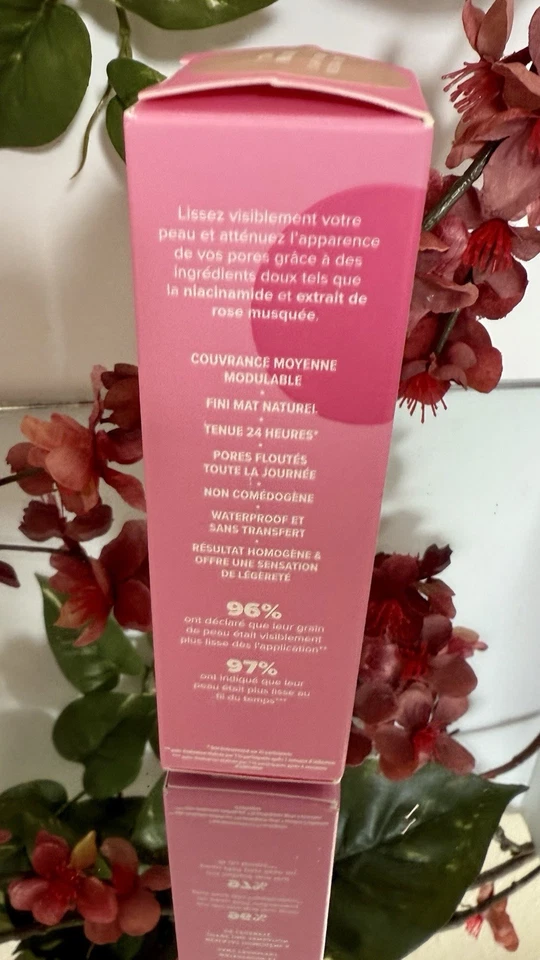 Lissez visiblement votre
peau et atténuez l'apparence
de vos pores grâce à des
ingrédients doux tels que
la niacinamide et extrait de
rose musquée.
COUVRANCE MOYENNE
MODULABLE
•
FINI MAT NATUREL
•
TENUE 24 HEURES*
•
PORES FLOUTÉS
TOUTE LA JOURNÉE
•
NON COMÉDOGÈNE
•
WATERPROOF ET
SANS TRANSFERT
•
RÉSULTAT HOMOGÈNE &
OFFRE UNE SENSATION
DE LÉGÈRETÉ
96%
ont déclaré que leur grain
de peau était visiblement
plus lisse dès l'application**
97%
ont indiqué que leur
peau était plus lisse au
fil du temps***